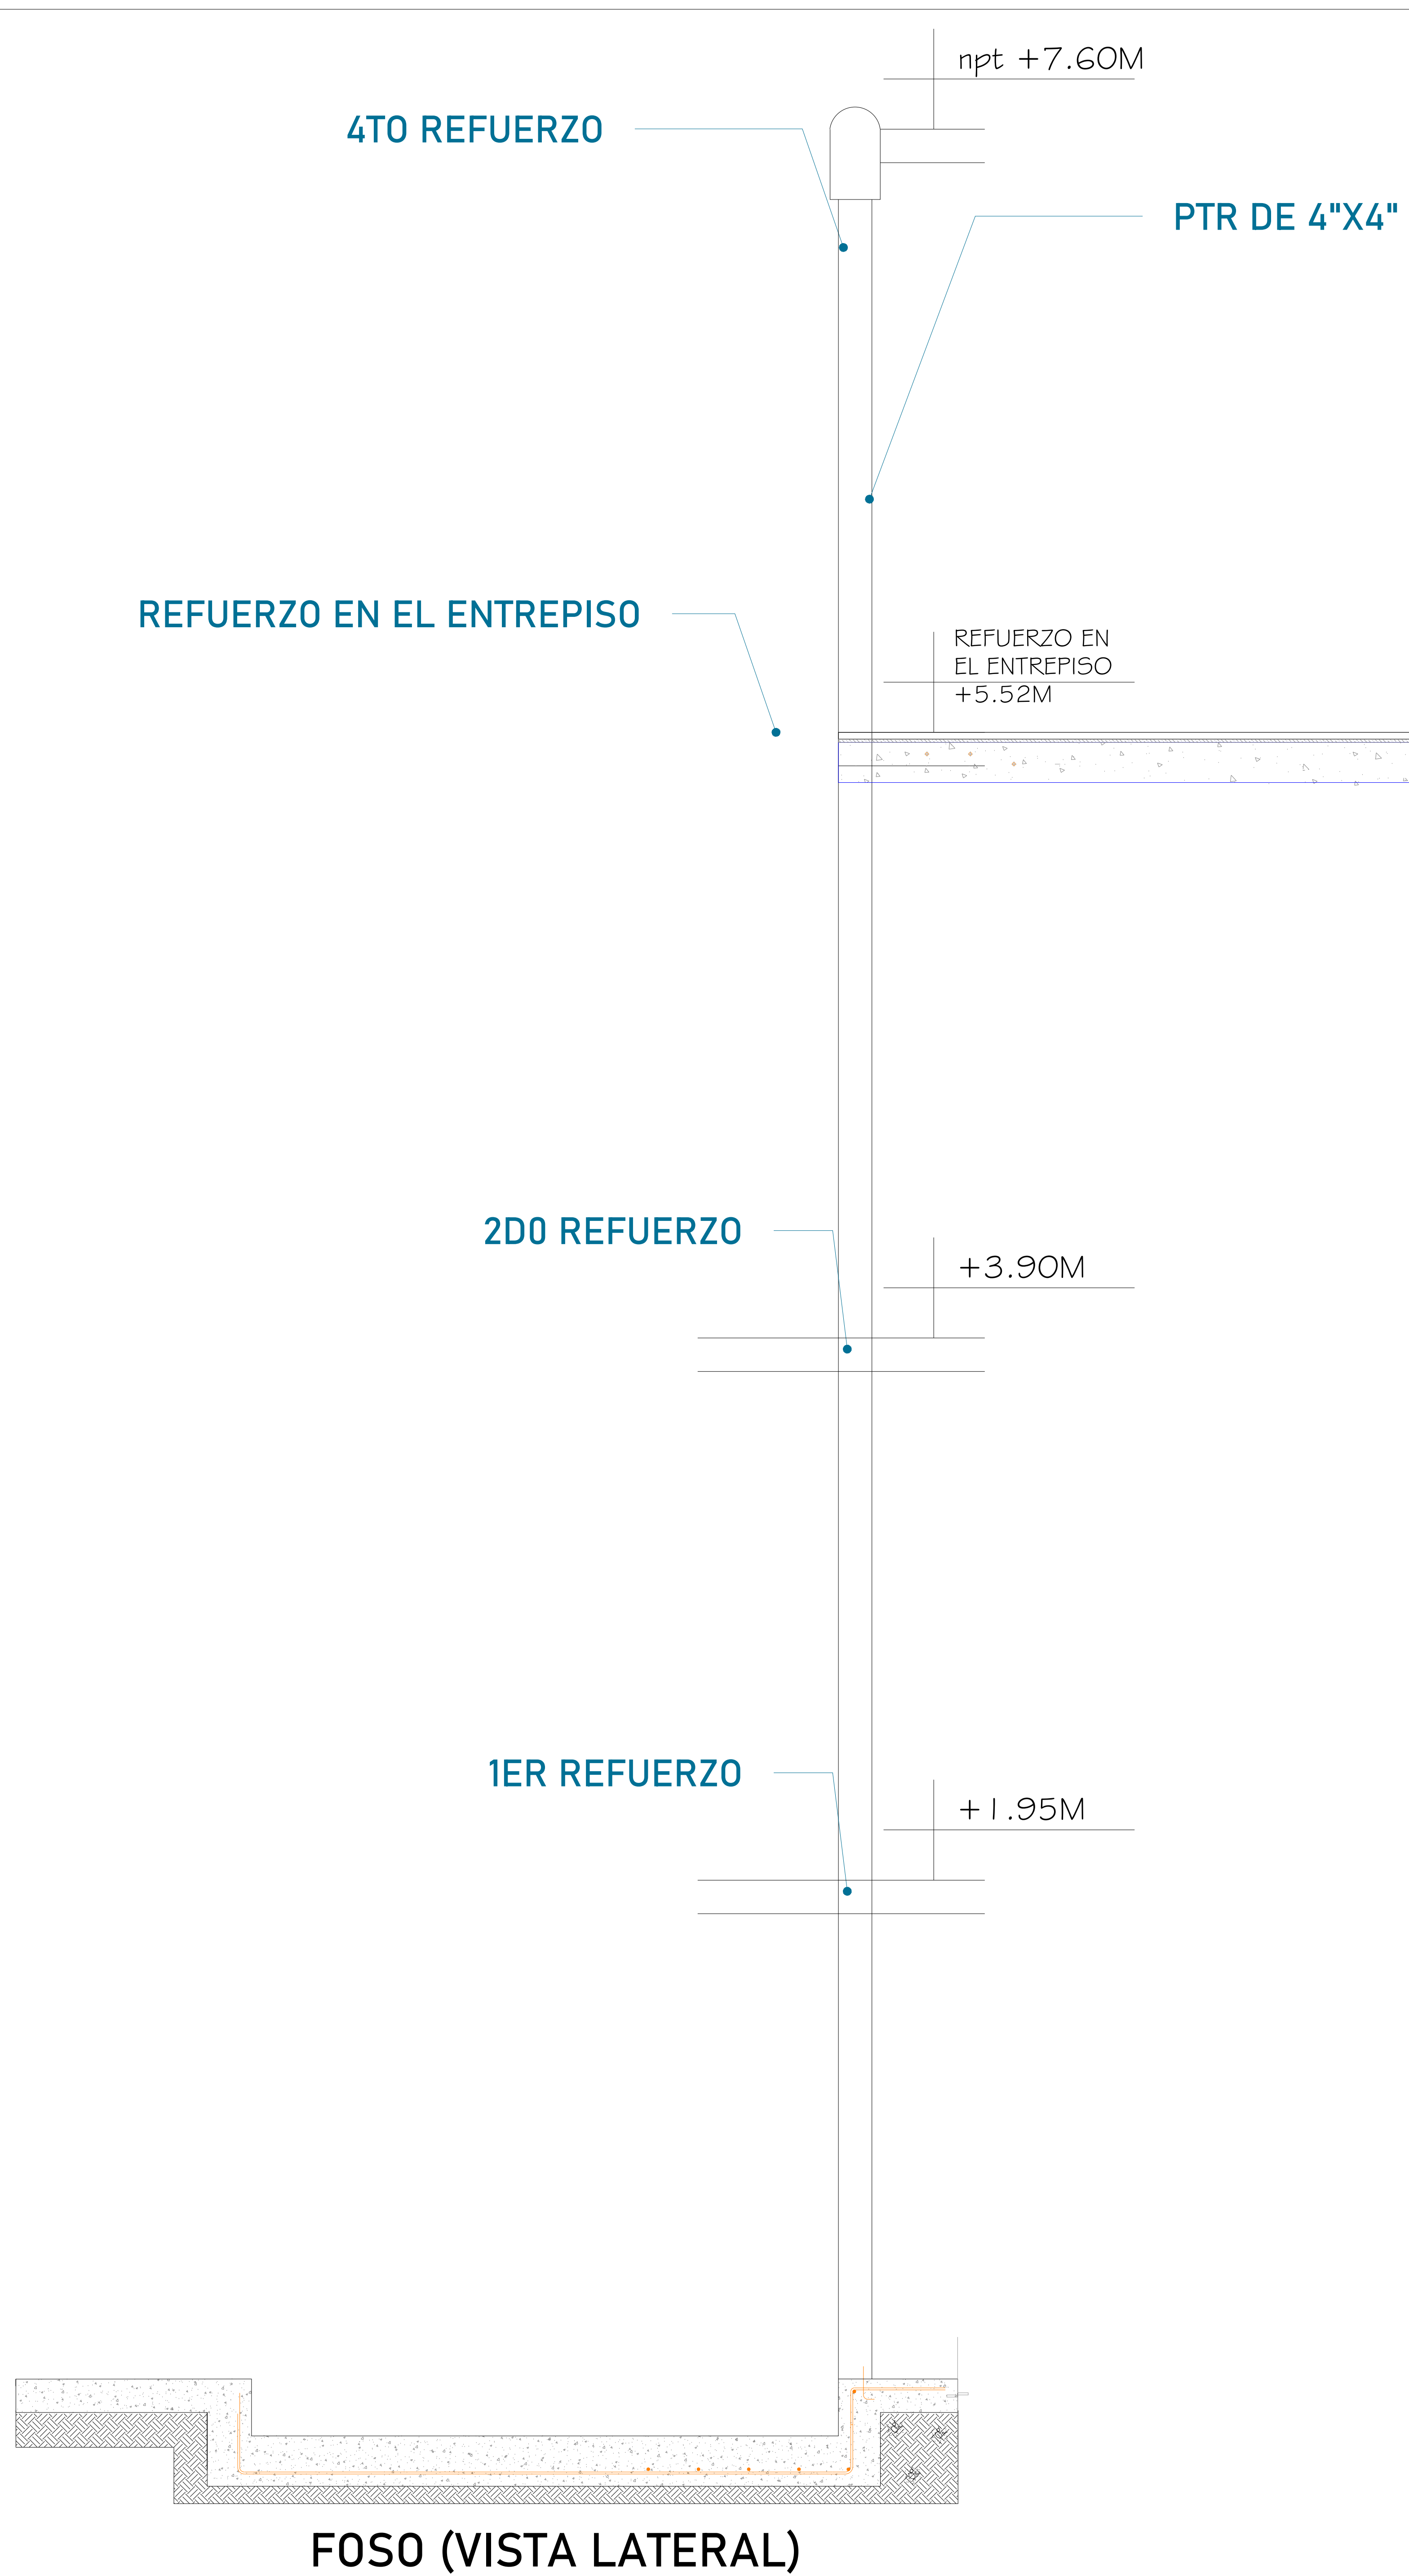 npt +7.60M
4TO REFUERZO
PTR DE 4"X4"
REFUERZO EN EL ENTREPISO
REFUERZO EN
EL ENTREPISO
+5.52M
2D0 REFUERZO
+3.90M
1ER REFUERZO
+1.95M
FOSO (VISTA LATERAL)